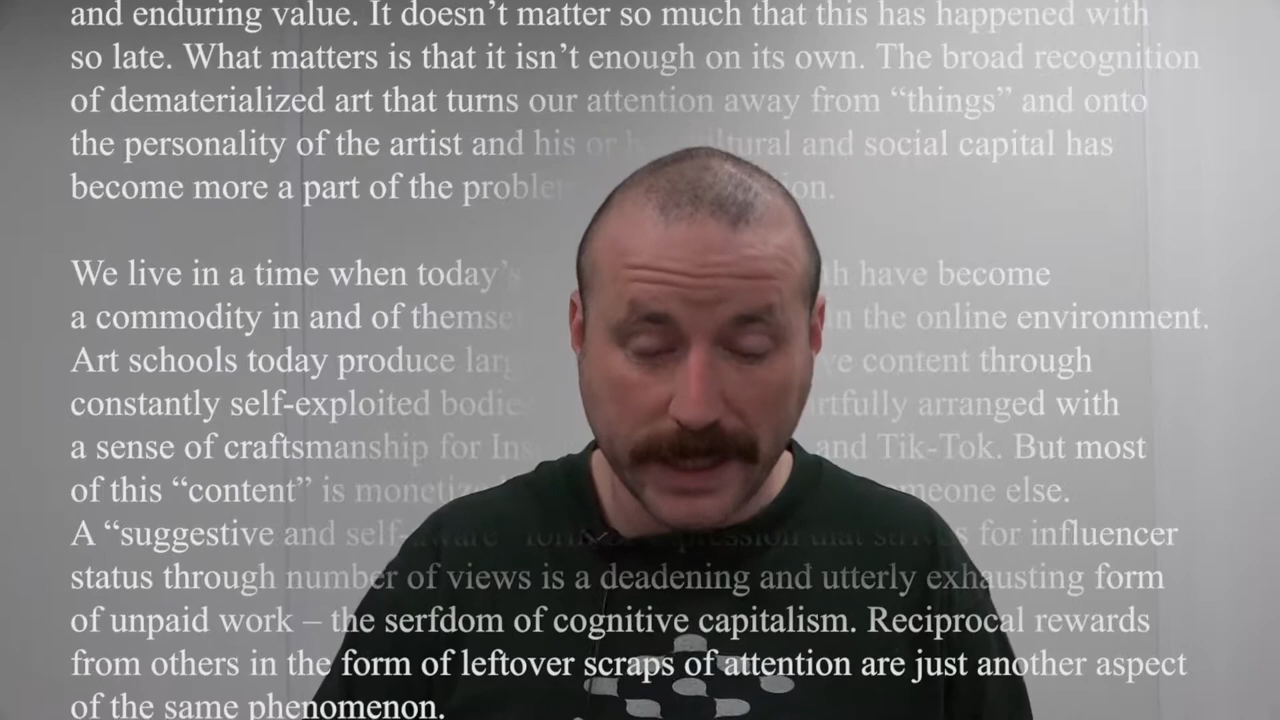 and enduring value. It doesn’t matter so much that this has happened with
so late. What matters is that it isn’t enough on its own. The broad recognition
of dematerialized art that turns our attention away from “things” and onto
the personality of the artist and his or and social capital has
become more a part of the
We live in a time when today’s have become
a commodity in and of the online environment.
Art schools today produce content through
constantly self-exploited arranged with
a sense of craftsmanship for and Tik-Tok. But most
of this “content” is else.
A “suggestive and self-aware” that for influencer
status through number of views is a deadening and utterly exhausting form
of unpaid work – the serfdom of cognitive capitalism. Reciprocal rewards
from others in the form of leftover scraps of attention are just another aspect
of the same phenomenon.